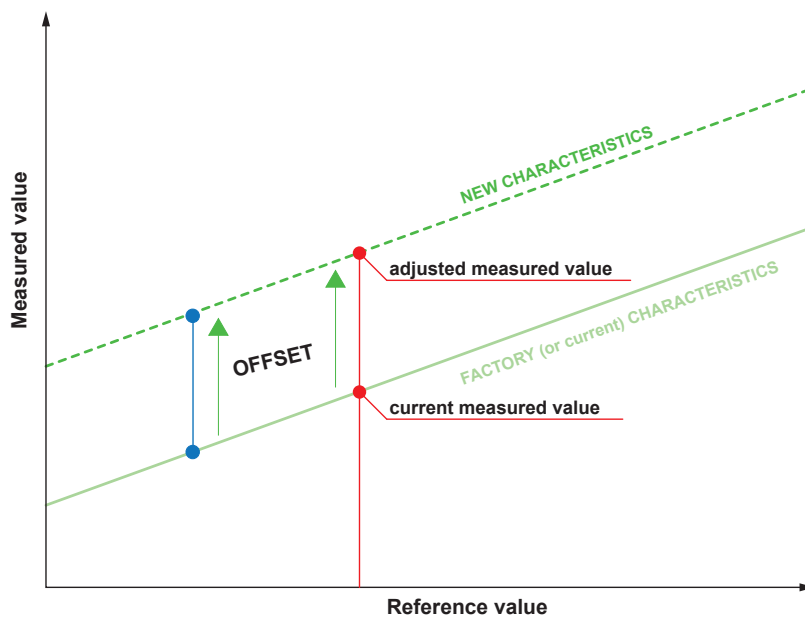 Measured value
NEW CHARACTERISTICS
adjusted measured value
OFFSET
FACTORY (or current) CHARACTERISTICS
current measured value
Reference value